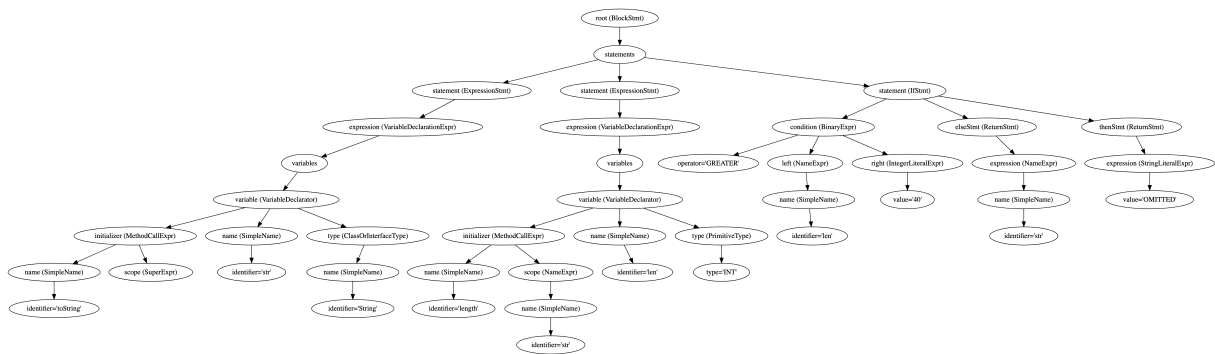 root (BlockStmt)
statements
statement (ExpressionStmt) statement (ExpressionStmt) statement (IfStmt)
expression (VariableDeclarationExpr) expression (VariableDeclarationExpr) condition (BinaryExpr) elseStmt (ReturnStmt) thenStmt (ReturnStmt)
variables variables operator='GREATER' left (NameExpr) right (IntegerLiteralExpr) expression (NameExpr) expression (StringLiteralExpr)
variable (VariableDeclarator) variable (VariableDeclarator) name (SimpleName) value='40' name (SimpleName) value='OMITTED'
initializer (MethodCallExpr) name (SimpleName) type (ClassOrInterfaceType) initializer (MethodCallExpr) name (SimpleName) type (PrimitiveType) identifier='len' identifier='str'
name (SimpleName) scope (SuperExpr) identifier='str' name (SimpleName) name (SimpleName) scope (NameExpr) identifier='len' type='INT'
identifier='toString' identifier='String' identifier='length' name (SimpleName)
identifier='str'